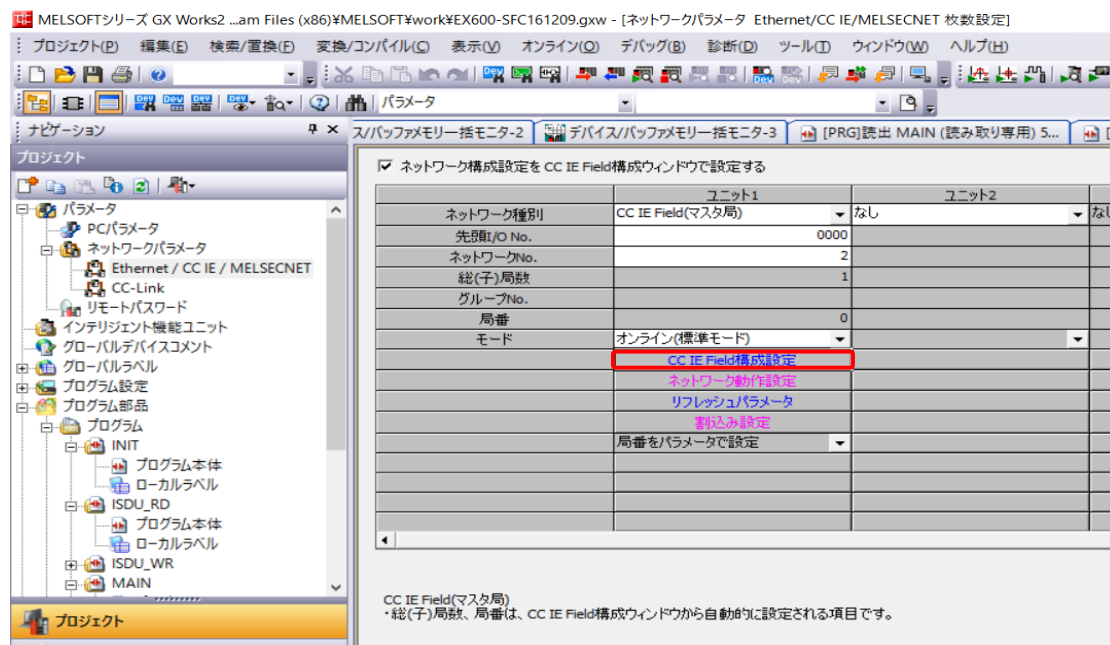 MELSOFTシリーズ GX Works2 ...am Files (x86)¥MELSOFT¥work¥EX600-SFC161209.gxw - [ネットワークパラメータ Ethernet/CC IE/MELSECNET 枚数設定]
プロジェクト(P) 編集(E) 検索/置換(F) 変換/コンパイル(C) 表示(V) オンライン(O) デバッグ(B) 診断(D) ツール(T) ウィンドウ(W) ヘルプ(H)
パラメータ
ナビゲーション
ス/バッファメモリ一括モニタ-2 デバイス/バッファメモリ一括モニタ-3 [PRG]読出 MAIN (読み取り専用) 5...
プロジェクト
パラメータ
PCパラメータ
ネットワークパラメータ
Ethernet / CC IE / MELSECNET
CC-Link
リモートパスワード
インテリジェント機能ユニット
グローバルデバイスコメント
グローバルラベル
プログラム設定
プログラム部品
プログラム
INIT
プログラム本体
ローカルラベル
ISDU_RD
プログラム本体
ローカルラベル
ISDU_WR
MAIN
プロジェクト
ネットワーク構成設定を CC IE Field構成ウィンドウで設定する
ユニット1 ユニット2
ネットワーク種別 CC IE Field(マスタ局) なし なし
先頭I/O No. 0000
ネットワークNo. 2
総(子)局数 1
グループNo.
局番 0
モード オンライン(標準モード)
CC IE Field構成設定
ネットワーク動作設定
リフレッシュパラメータ
割込み設定
局番をパラメータで設定
CC IE Field(マスタ局)
・総(子)局数、局番は、CC IE Field構成ウィンドウから自動的に設定される項目です。